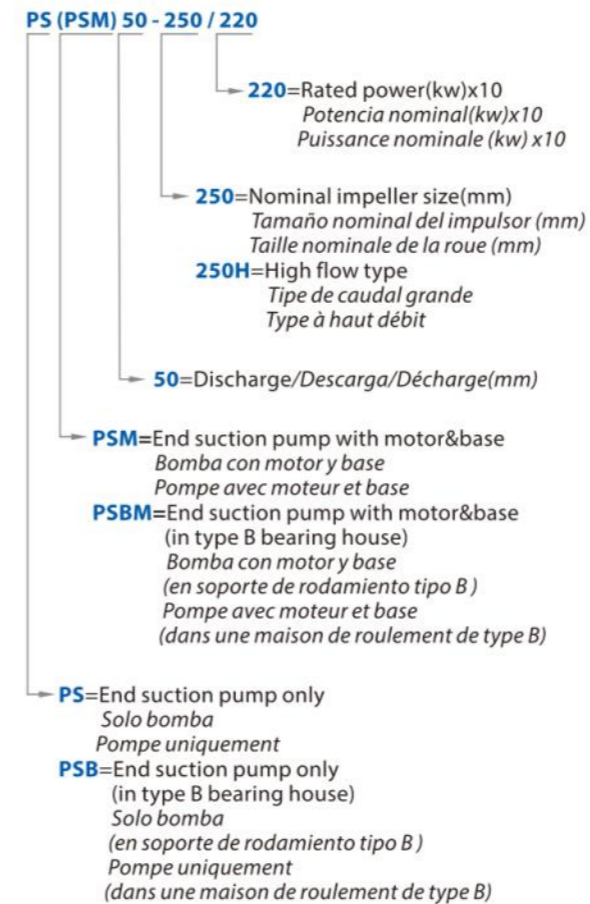 PS (PSM) 50 - 250 / 220
220=Rated power(kw)x10
Potencia nominal(kw)x10
Puissance nominale (kw) x10
250=Nominal impeller size(mm)
Tamaño nominal del impulsor (mm)
Taille nominale de la roue (mm)
250H=High flow type
Tipe de caudal grande
Type à haut débit
50=Discharge/Descarga/Décharge(mm)
PSM=End suction pump with motor&base
Bomba con motor y base
Pompe avec moteur et base
PSBM=End suction pump with motor&base
(in type B bearing house)
Bomba con motor y base
(en soporte de rodamiento tipo B )
Pompe avec moteur et base
(dans une maison de roulement de type B)
PS=End suction pump only
Solo bomba
Pompe uniquement
PSB=End suction pump only
(in type B bearing house)
Solo bomba
(en soporte de rodamiento tipo B )
Pompe uniquement
(dans une maison de roulement de type B)